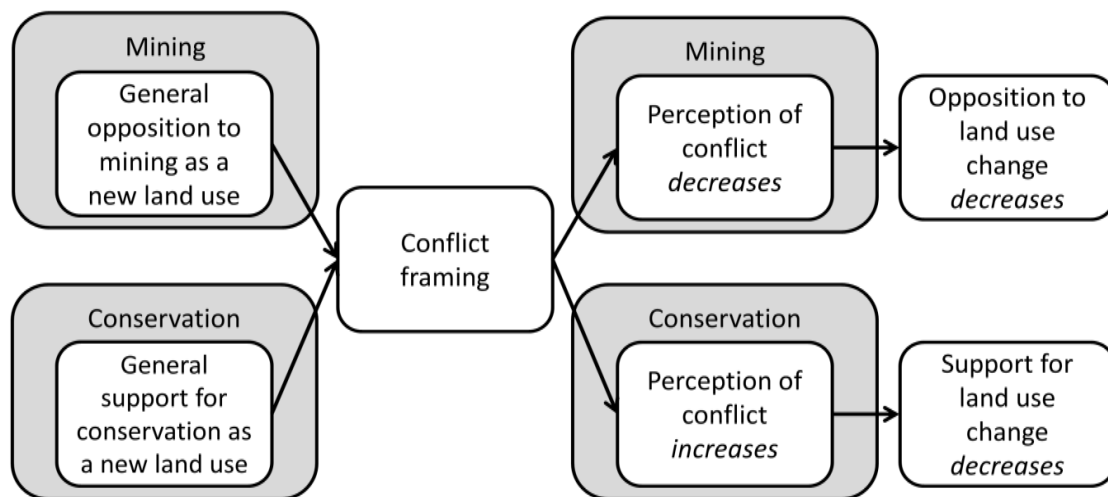 Mining
General
opposition to
mining as a
new land use
Conservation
General
support for
conservation as
a new land use
Conflict
framing
Mining
Perception of
conflict
decreases
Opposition to
land use
change
decreases
Conservation
Perception of
conflict
increases
Support for
land use
change
decreases